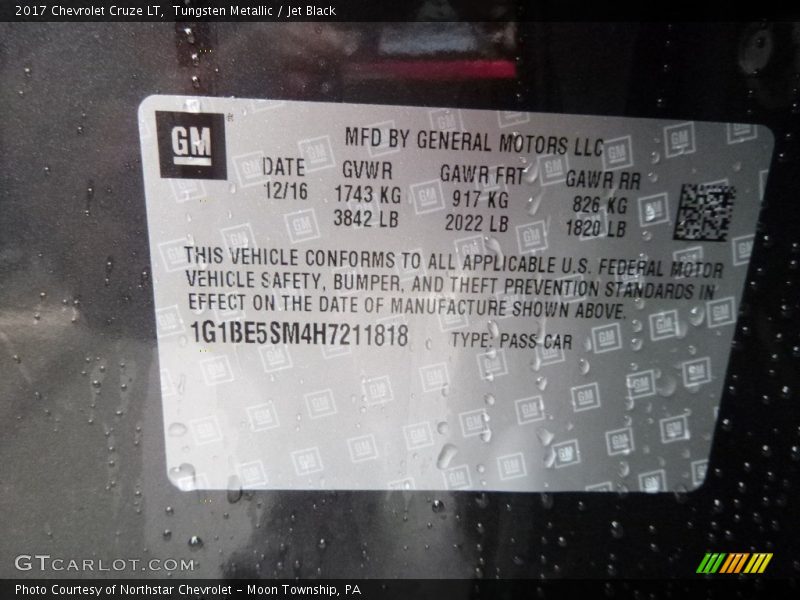 2017 Chevrolet Cruze LT, Tungsten Metallic / Jet Black
GM
MFD BY GENERAL MOTORS LLC
DATE GVWR GAWR FRT GAWR RR
12/16 1743 KG 917 KG 826 KG
3842 LB 2022 LB 1820 LB
THIS VEHICLE CONFORMS TO ALL APPLICABLE U.S. FEDERAL MOTOR
VEHICLE SAFETY, BUMPER, AND THEFT PREVENTION STANDARDS IN
EFFECT ON THE DATE OF MANUFACTURE SHOWN ABOVE.
1G1BE5SM4H7211818 TYPE: PASS CAR
GTCARLOT.COM
Photo Courtesy of Northstar Chevrolet - Moon Township, PA